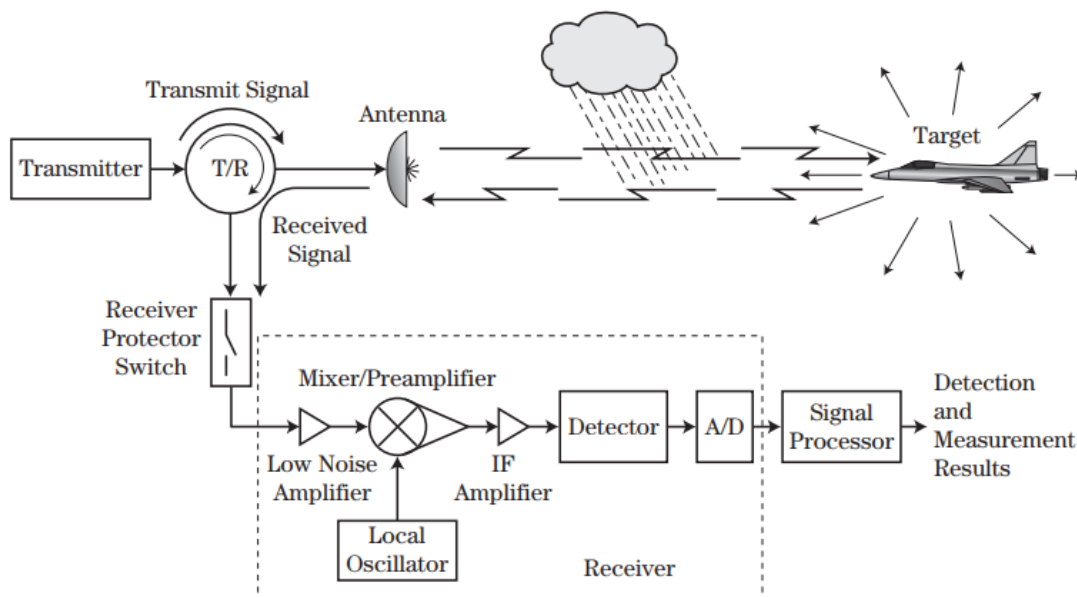 Transmit Signal
Antenna
Target
Transmitter
T/R
Received
Signal
Receiver
Protector
Switch
Mixer/Preamplifier
Detection
and
Measurement
Results
Detector
A/D
Signal
Processor
Low Noise
Amplifier
IF
Amplifier
Local
Oscillator
Receiver